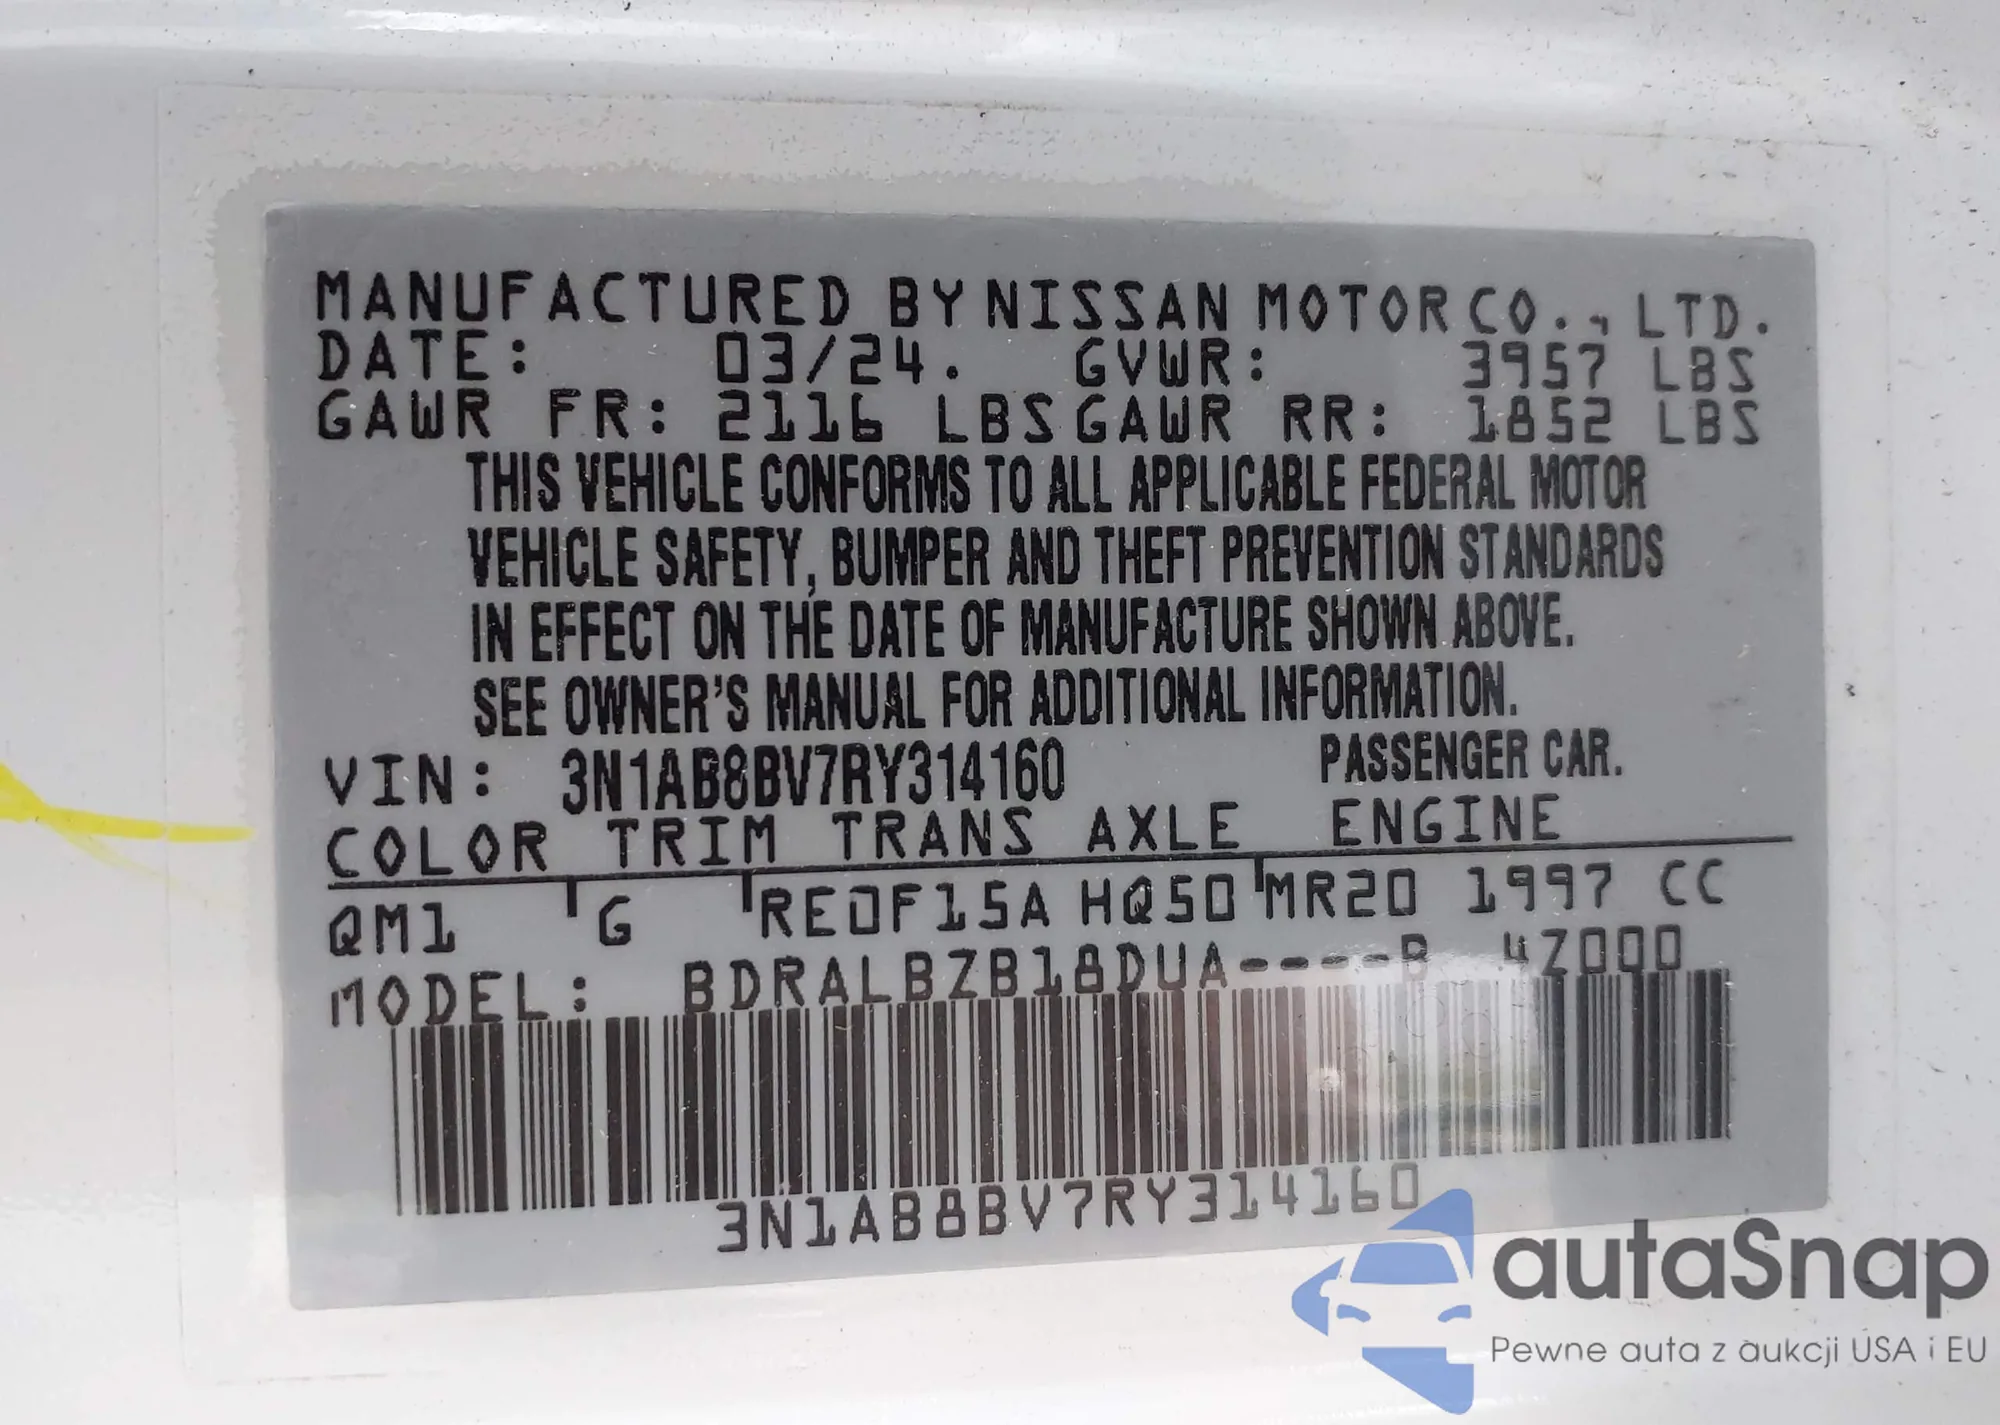 MANUFACTURED BY NISSAN MOTOR CO., LTD.
DATE: 03/24. GVWR: 3957 LBS
GAWR FR: 2116 LBS GAWR RR: 1852 LBS
THIS VEHICLE CONFORMS TO ALL APPLICABLE FEDERAL MOTOR
VEHICLE SAFETY, BUMPER AND THEFT PREVENTION STANDARDS
IN EFFECT ON THE DATE OF MANUFACTURE SHOWN ABOVE.
SEE OWNER'S MANUAL FOR ADDITIONAL INFORMATION.
VIN: 3N1AB8BV7RY314160 PASSENGER CAR.
COLOR TRIM TRANS AXLE ENGINE
QM1 G RE0F15A HQ50 MR20 1997 CC
MODEL: BDRALBZB18DUA----B 4Z000
3N1AB8BV7RY314160
autaSnap
Pewne auta z aukcji USA i EU